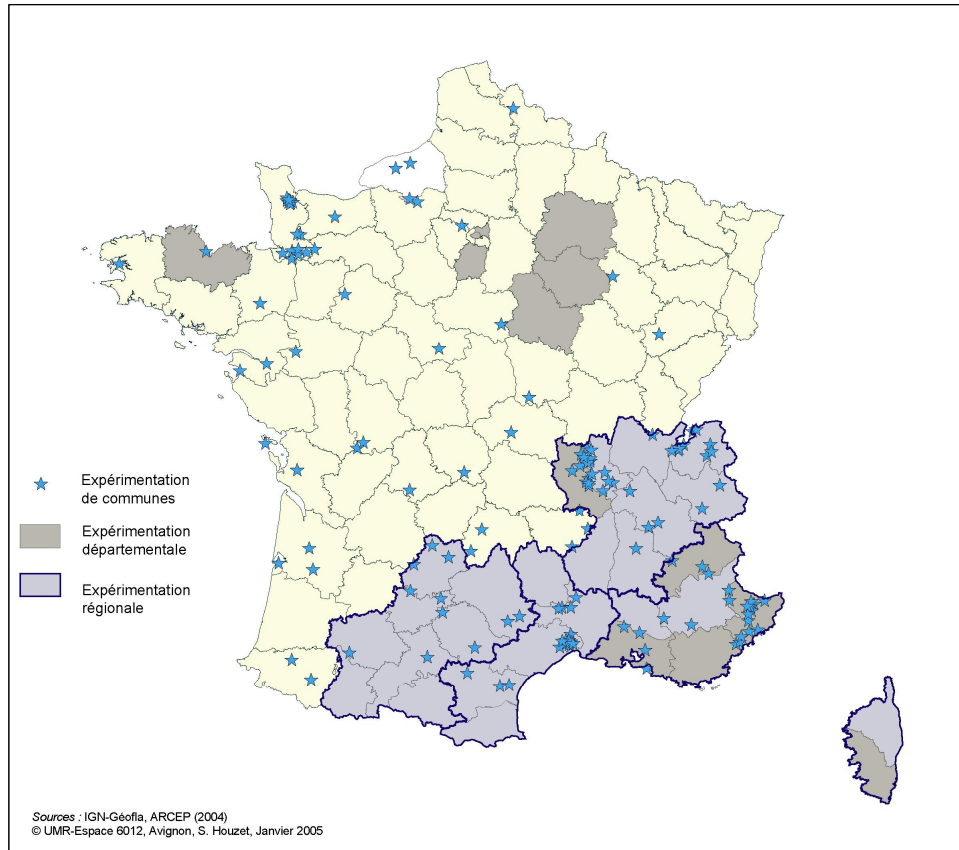 Expérimentation
de communes
Expérimentation
départementale
Expérimentation
régionale
Sources : IGN-Géofla, ARCEP (2004)
© UMR-Espace 6012, Avignon, S. Houzet, Janvier 2005